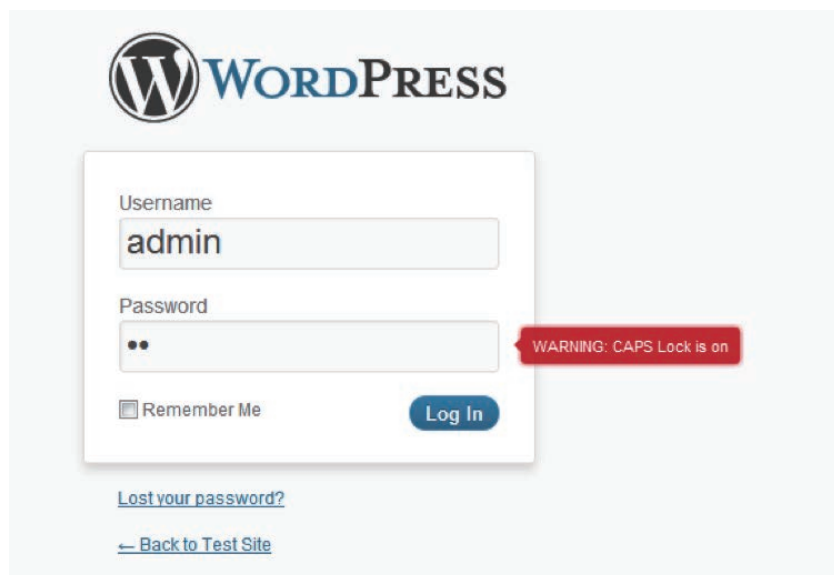 WORDPRESS
Username
admin
Password
••
WARNING: CAPS Lock is on
Remember Me
Log In
Lost your password?
← Back to Test Site